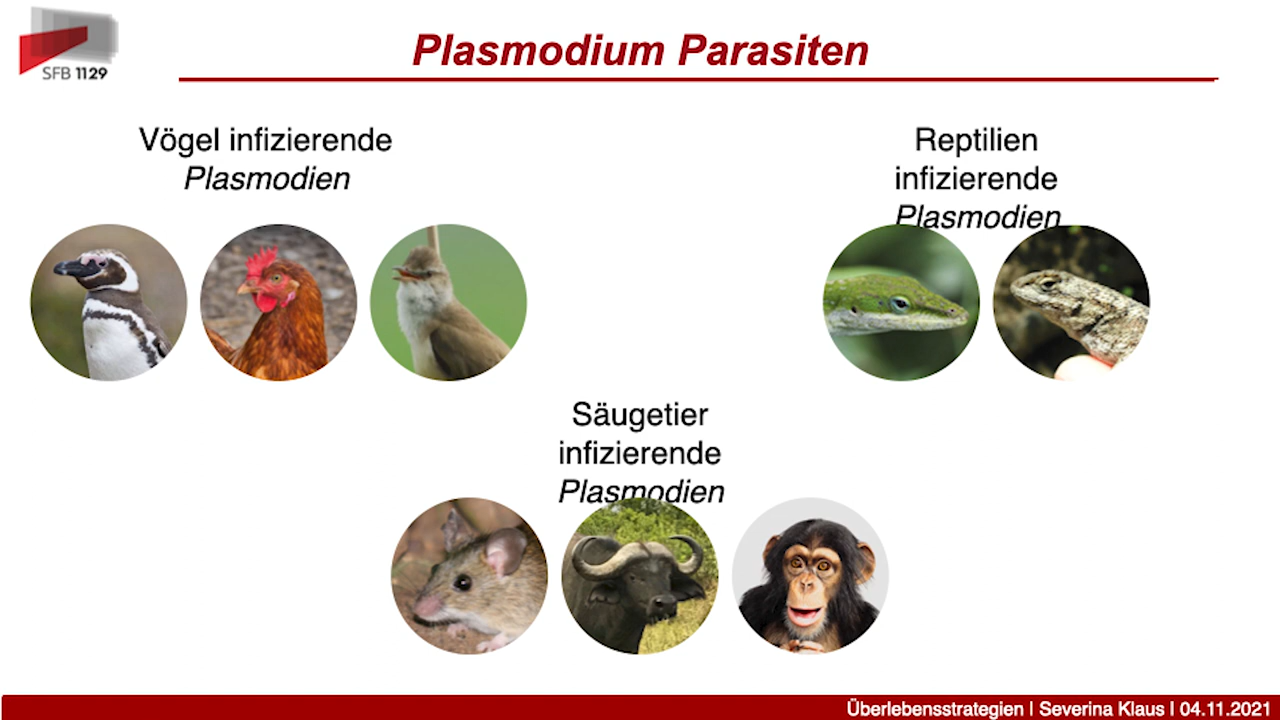 SFB 1129
Plasmodium Parasiten
Vögel infizierende
Plasmodien
Reptilien
infizierende
Plasmodien
Säugetier
infizierende
Plasmodien
Überlebensstrategien | Severina Klaus | 04.11.2021